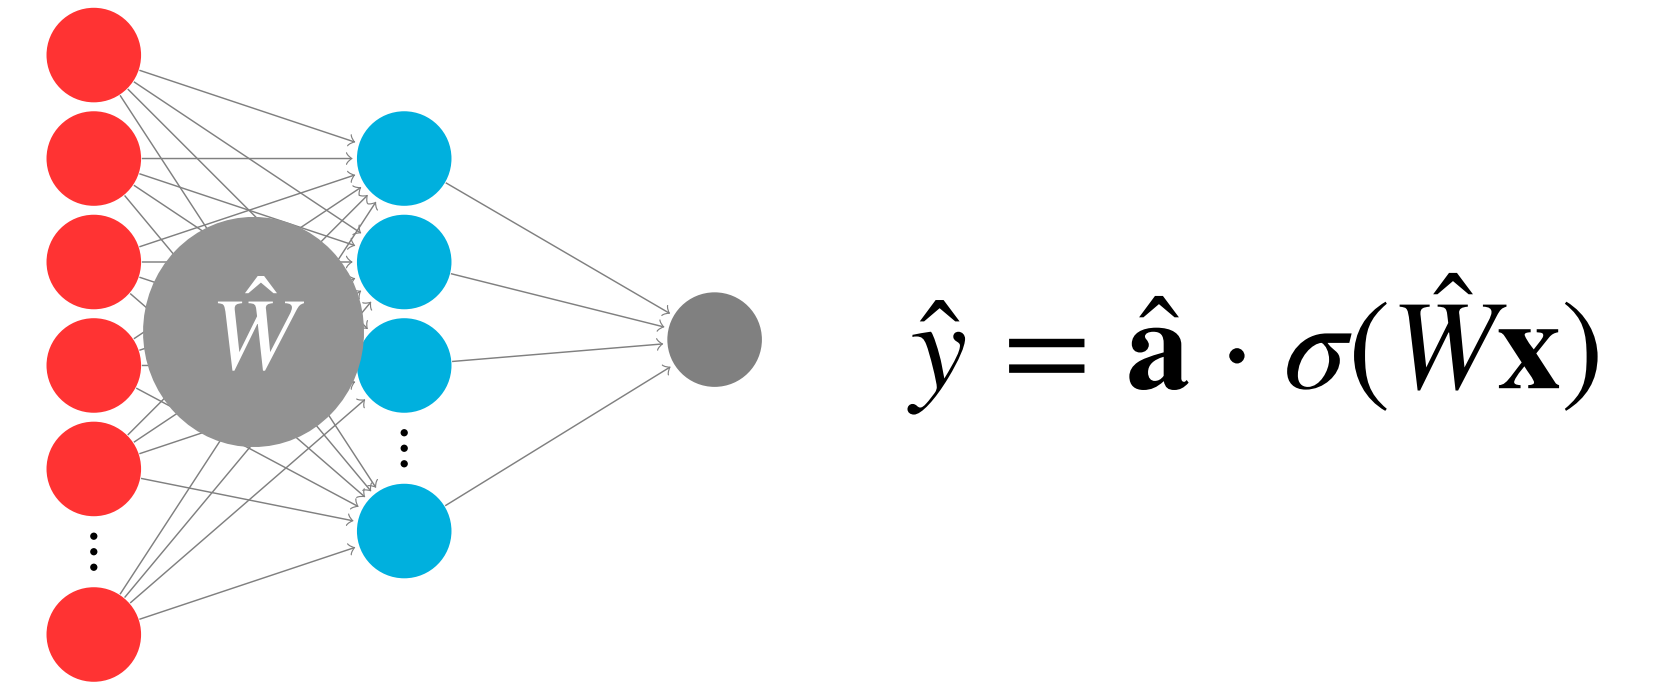 Ŵ
ŷ = 𝐚̂ · σ(Ŵ𝐱)